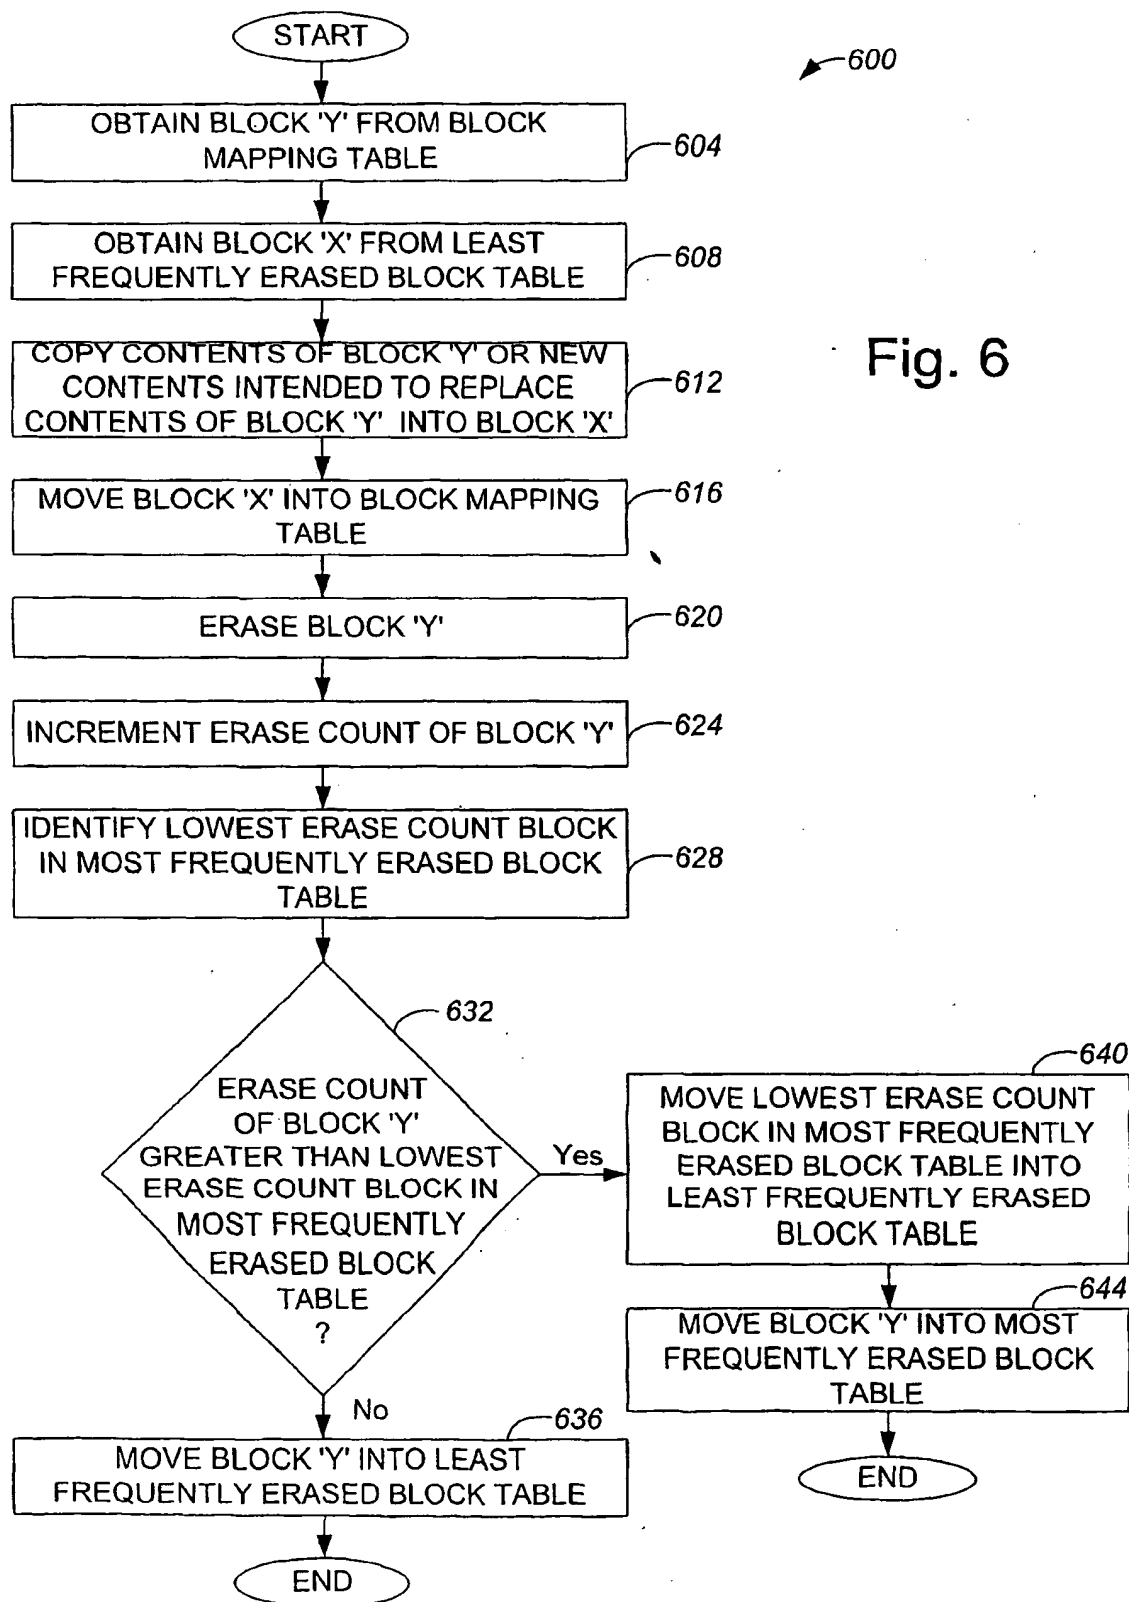 START
600
OBTAIN BLOCK 'Y' FROM BLOCK
MAPPING TABLE
604
OBTAIN BLOCK 'X' FROM LEAST
FREQUENTLY ERASED BLOCK TABLE
608
Fig. 6
COPY CONTENTS OF BLOCK 'Y' OR NEW
CONTENTS INTENDED TO REPLACE
CONTENTS OF BLOCK 'Y' INTO BLOCK 'X'
612
MOVE BLOCK 'X' INTO BLOCK MAPPING
TABLE
616
ERASE BLOCK 'Y'
620
INCREMENT ERASE COUNT OF BLOCK 'Y'
624
IDENTIFY LOWEST ERASE COUNT BLOCK
IN MOST FREQUENTLY ERASED BLOCK
TABLE
628
632
ERASE COUNT
OF BLOCK 'Y'
GREATER THAN LOWEST
ERASE COUNT BLOCK IN
MOST FREQUENTLY
ERASED BLOCK
TABLE
?
Yes
640
MOVE LOWEST ERASE COUNT
BLOCK IN MOST FREQUENTLY
ERASED BLOCK TABLE INTO
LEAST FREQUENTLY ERASED
BLOCK TABLE
644
MOVE BLOCK 'Y' INTO MOST
FREQUENTLY ERASED BLOCK
TABLE
END
No
636
MOVE BLOCK 'Y' INTO LEAST
FREQUENTLY ERASED BLOCK TABLE
END